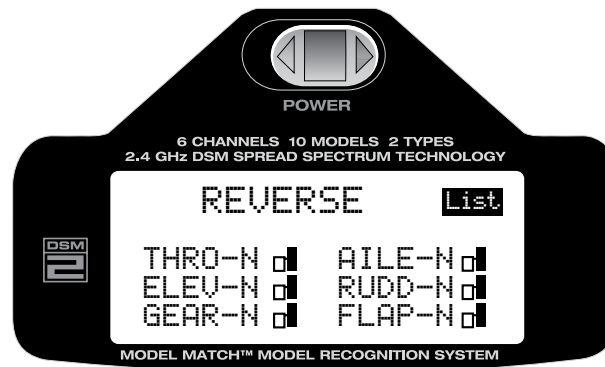 POWER
6 CHANNELS 10 MODELS 2 TYPES
2.4 GHz DSM SPREAD SPECTRUM TECHNOLOGY
REVERSE List
DSM
2
THRO-N AILE-N
ELEV-N RUDD-N
GEAR-N FLAP-N
MODEL MATCH™ MODEL RECOGNITION SYSTEM